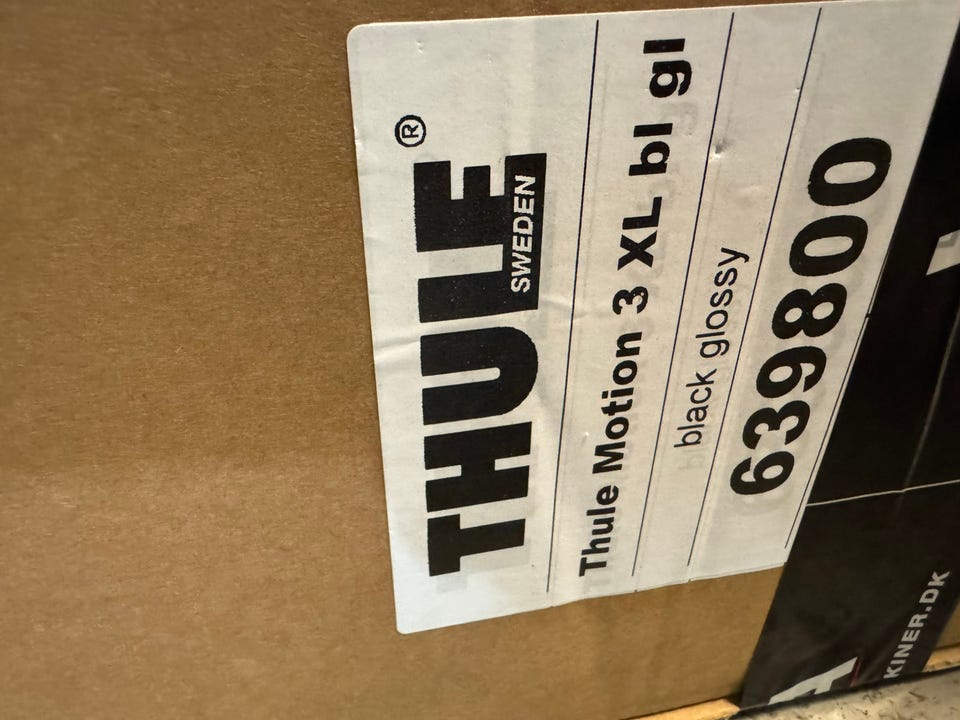 THULE®
SWEDEN
Thule Motion 3 XL bl gl
black glossy
639800
KINER.DK